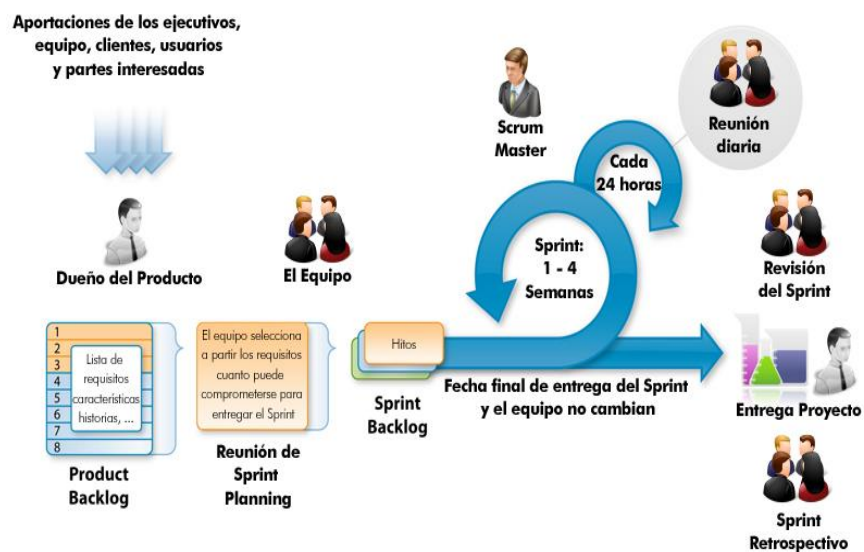 Aportaciones de los ejecutivos,
equipo, clientes, usuarios
y partes interesadas
Dueño del Producto
El Equipo
Scrum
Master
Cada
24 horas
Reunión
diaria
Sprint:
1 - 4
Semanas
Revisión
del Sprint
1
2
3
4
5
6
7
8
Lista de
requisitos
características
historias, ...
Product
Backlog
El equipo selecciona
a partir los requisitos
cuanto puede
comprometerse para
entregar el Sprint
Reunión de
Sprint
Planning
Hitos
Sprint
Backlog
Fecha final de entrega del Sprint
y el equipo no cambian
Entrega Proyecto
Sprint
Retrospectivo